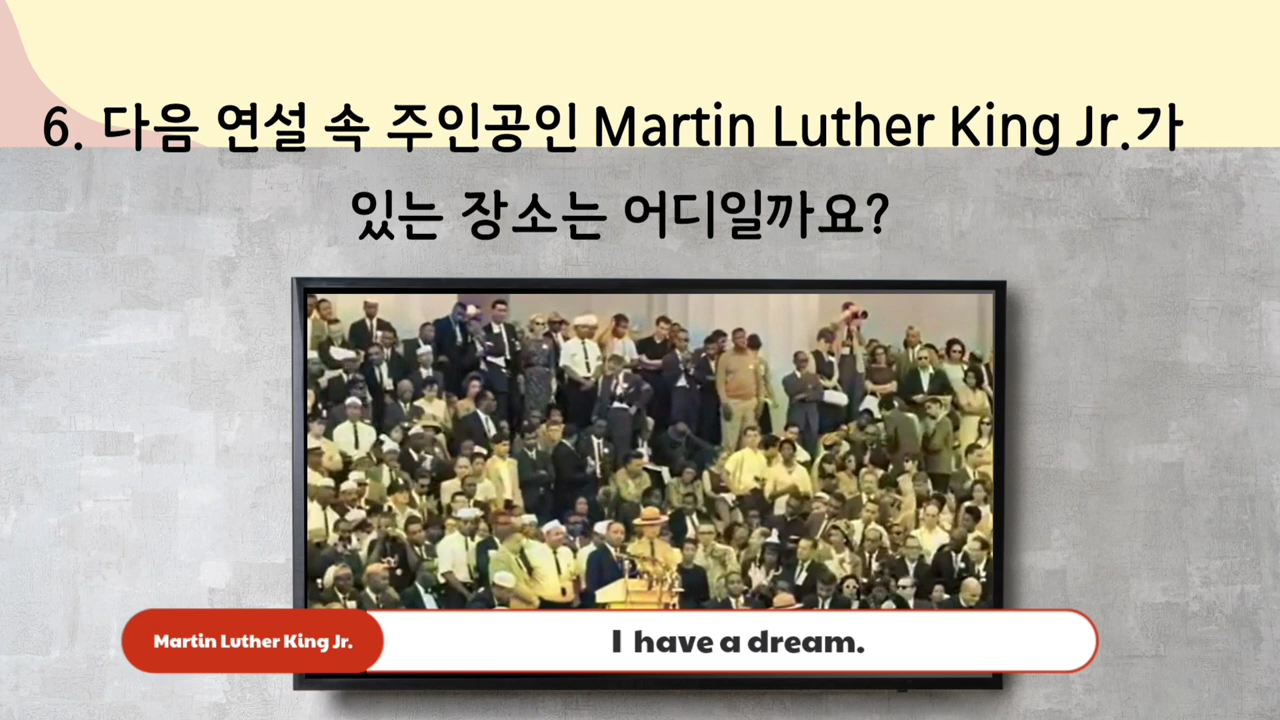 6. 다음 연설 속 주인공인 Martin Luther King Jr.가
있는 장소는 어디일까요?
Martin Luther King Jr.
I have a dream.